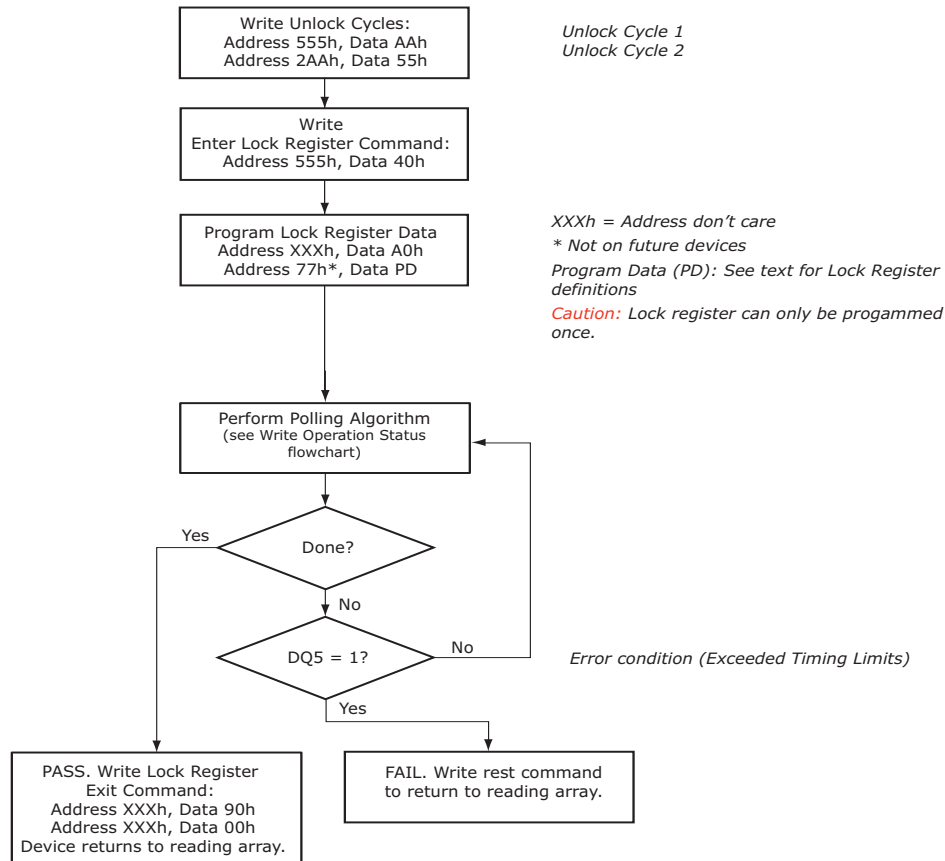 Write Unlock Cycles:
Address 555h, Data AAh
Address 2AAh, Data 55h
Unlock Cycle 1
Unlock Cycle 2
Write
Enter Lock Register Command:
Address 555h, Data 40h
Program Lock Register Data
Address XXXh, Data A0h
Address 77h*, Data PD
XXXh = Address don't care
* Not on future devices
Program Data (PD): See text for Lock Register
definitions
Caution: Lock register can only be progammed
once.
Perform Polling Algorithm
(see Write Operation Status
flowchart)
Yes
Done?
No
DQ5 = 1?
No
Error condition (Exceeded Timing Limits)
Yes
PASS. Write Lock Register
Exit Command:
Address XXXh, Data 90h
Address XXXh, Data 00h
Device returns to reading array.
FAIL. Write rest command
to return to reading array.